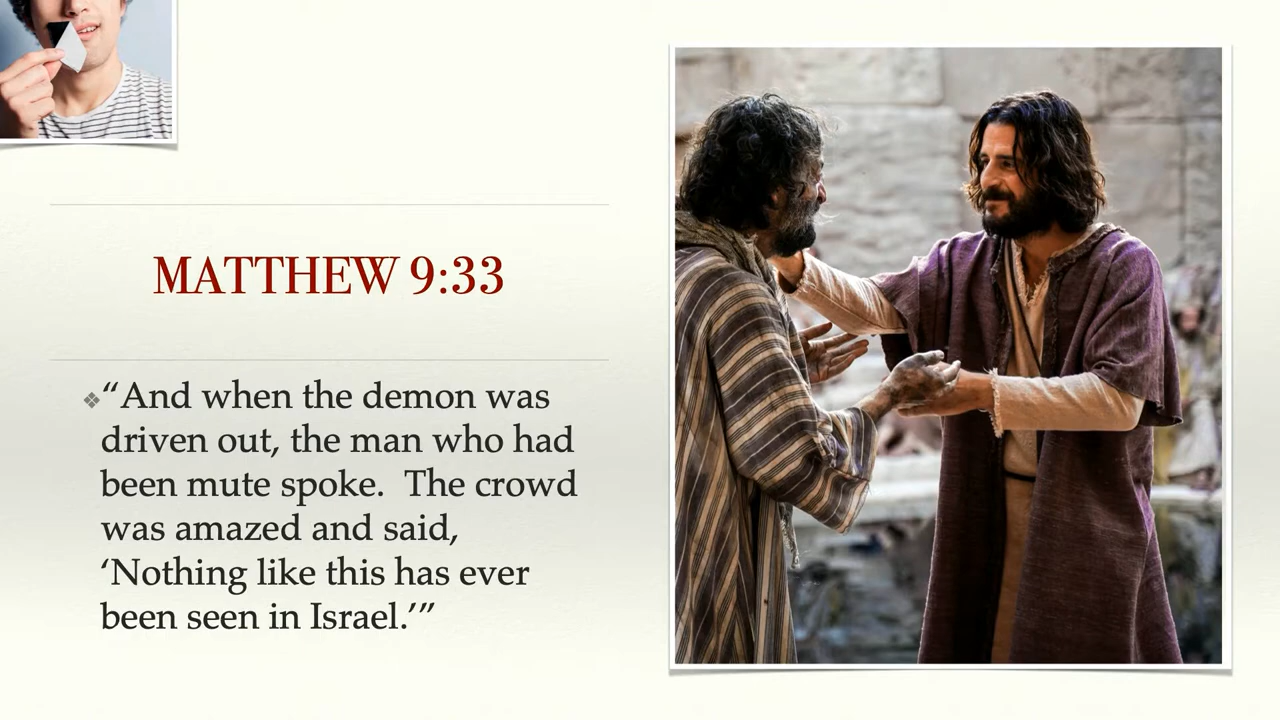 MATTHEW 9:33
❖“And when the demon was
driven out, the man who had
been mute spoke.  The crowd
was amazed and said,
‘Nothing like this has ever
been seen in Israel.’”